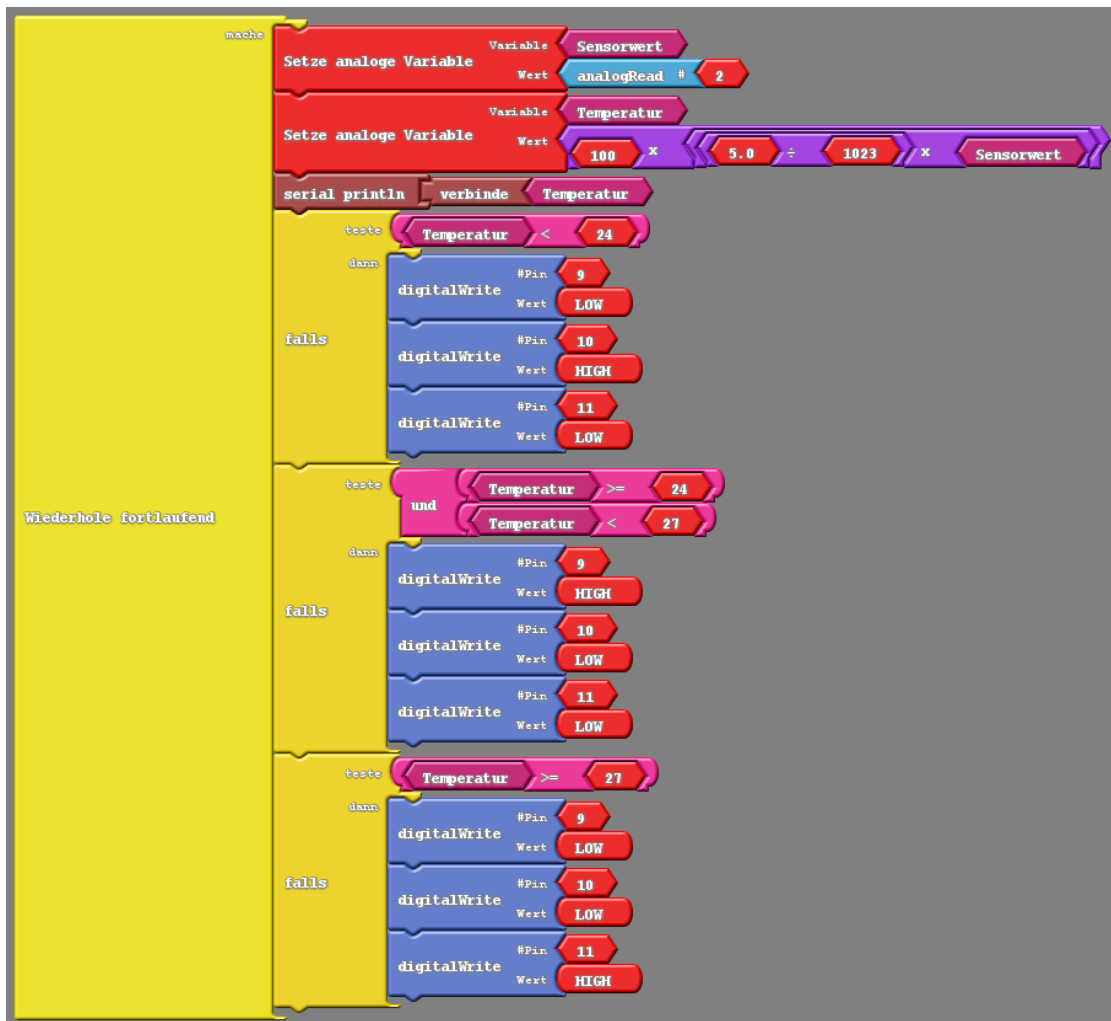 mache
Variable Sensorwert
Setze analoge Variable
Wert analogRead # 2
Variable Temperatur
Setze analoge Variable
Wert 100 x 5.0 ÷ 1023 x Sensorwert
serial println verbinde Temperatur
teste Temperatur < 24
dann
#Pin 9
digitalWrite
Wert LOW
falls
#Pin 10
digitalWrite
Wert HIGH
#Pin 11
digitalWrite
Wert LOW
teste
und
Temperatur >= 24
Temperatur < 27
Wiederhole fortlaufend
dann
#Pin 9
digitalWrite
Wert HIGH
falls
#Pin 10
digitalWrite
Wert LOW
#Pin 11
digitalWrite
Wert LOW
teste Temperatur >= 27
dann
#Pin 9
digitalWrite
Wert LOW
falls
#Pin 10
digitalWrite
Wert LOW
#Pin 11
digitalWrite
Wert HIGH